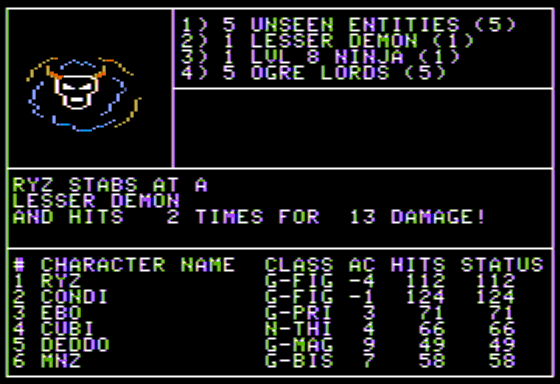 1) 5 UNSEEN ENTITIES (5)
2) 1 LESSER DEMON (1)
3) 1 LVL 8 NINJA (1)
4) 5 OGRE LORDS (5)
RYZ STABS AT A
LESSER DEMON
AND HITS 2 TIMES FOR 13 DAMAGE!
# CHARACTER NAME CLASS AC HITS STATUS
1 RYZ G-FIG -4 112 112
2 CONDI G-FIG -1 124 124
3 EBO G-PRI 3 71 71
4 CUBI N-THI 4 66 66
5 DEDDO G-MAG 9 49 49
6 MNZ G-BIS 7 58 58